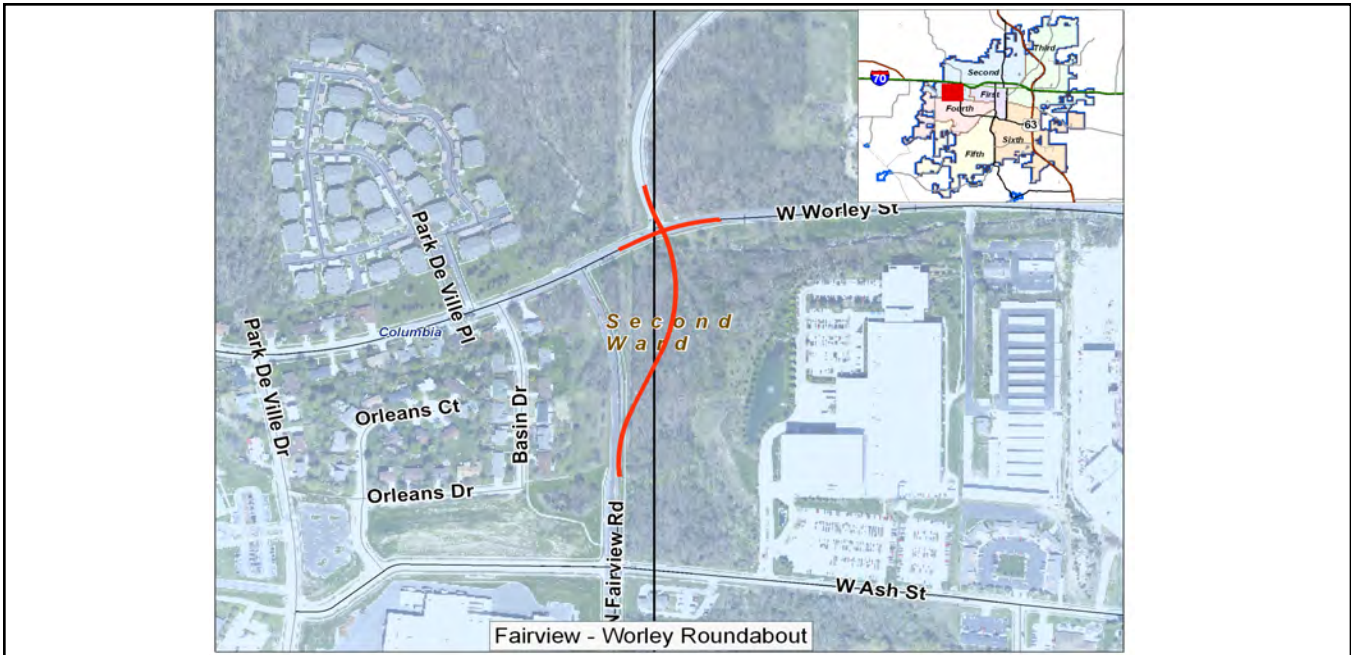 Third
Second
70
First
Fourth
63
Sixth
Fifth
W Worley St
Park De Ville Pl
Second
Ward
Columbia
Park De Ville Dr
Orleans Ct
Basin Dr
Orleans Dr
N Fairview Rd
W Ash St
Fairview - Worley Roundabout